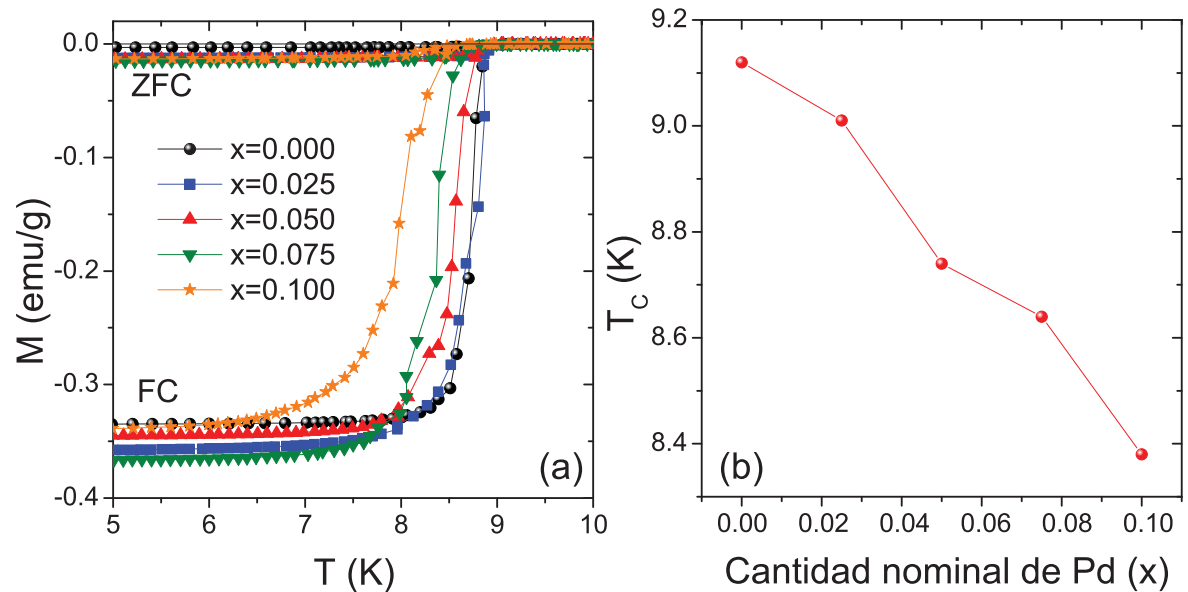 0.0
-0.1
-0.2
-0.3
-0.4
M (emu/g)
ZFC
x=0.000
x=0.025
x=0.050
x=0.075
x=0.100
FC
(a)
5 6 7 8 9 10
T (K)
9.2
9.0
8.8
8.6
8.4
T_C (K)
(b)
0.00 0.02 0.04 0.06 0.08 0.10
Cantidad nominal de Pd (x)